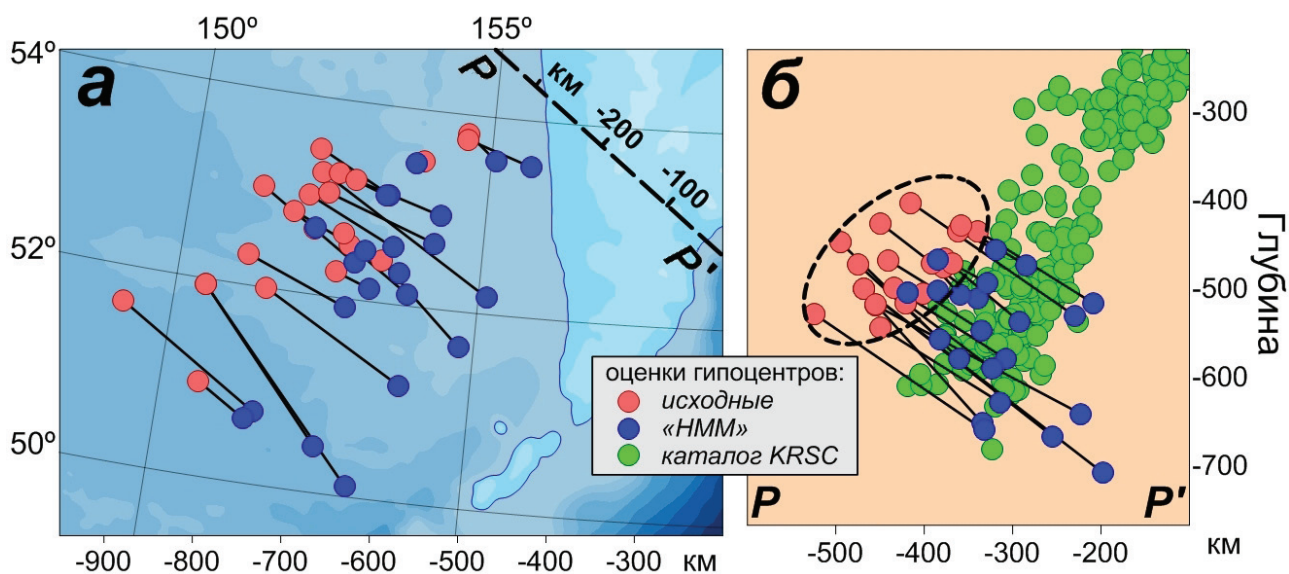 150º 155º
54º
52º
50º
а
P
км
-200
-100
P'
-900 -800 -700 -600 -500 -400 -300 км
оценки гипоцентров:
исходные
«НММ»
каталог KRSC
б
-300
-400
-500
-600
-700
Глубина
P P'
-500 -400 -300 -200 км